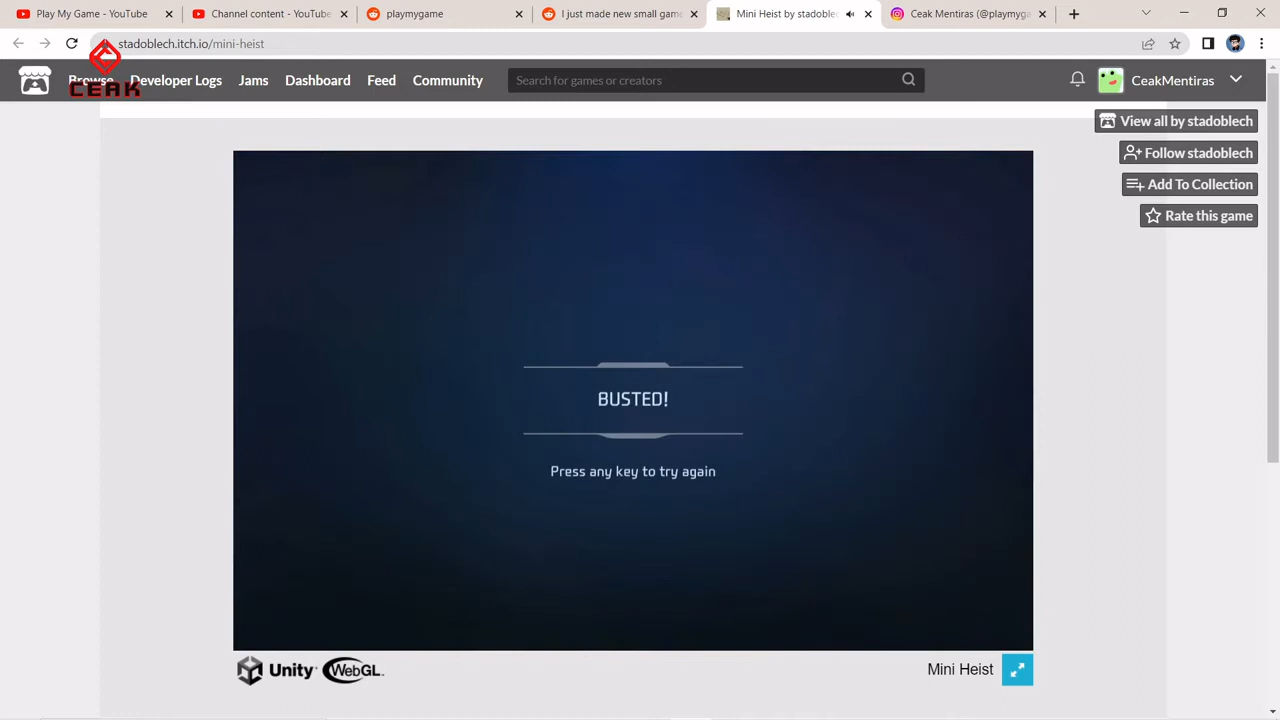 Play My Game - YouTube
Channel content - YouTube
playmygame
I just made new small game
Mini Heist by stadoblech
Ceak Mentiras (@playmyga
stadoblech.itch.io/mini-heist
CEAK
Browse
Developer Logs
Jams
Dashboard
Feed
Community
Search for games or creators
CeakMentiras
View all by stadoblech
Follow stadoblech
Add To Collection
Rate this game
BUSTED!
Press any key to try again
Unity
WebGL
Mini Heist